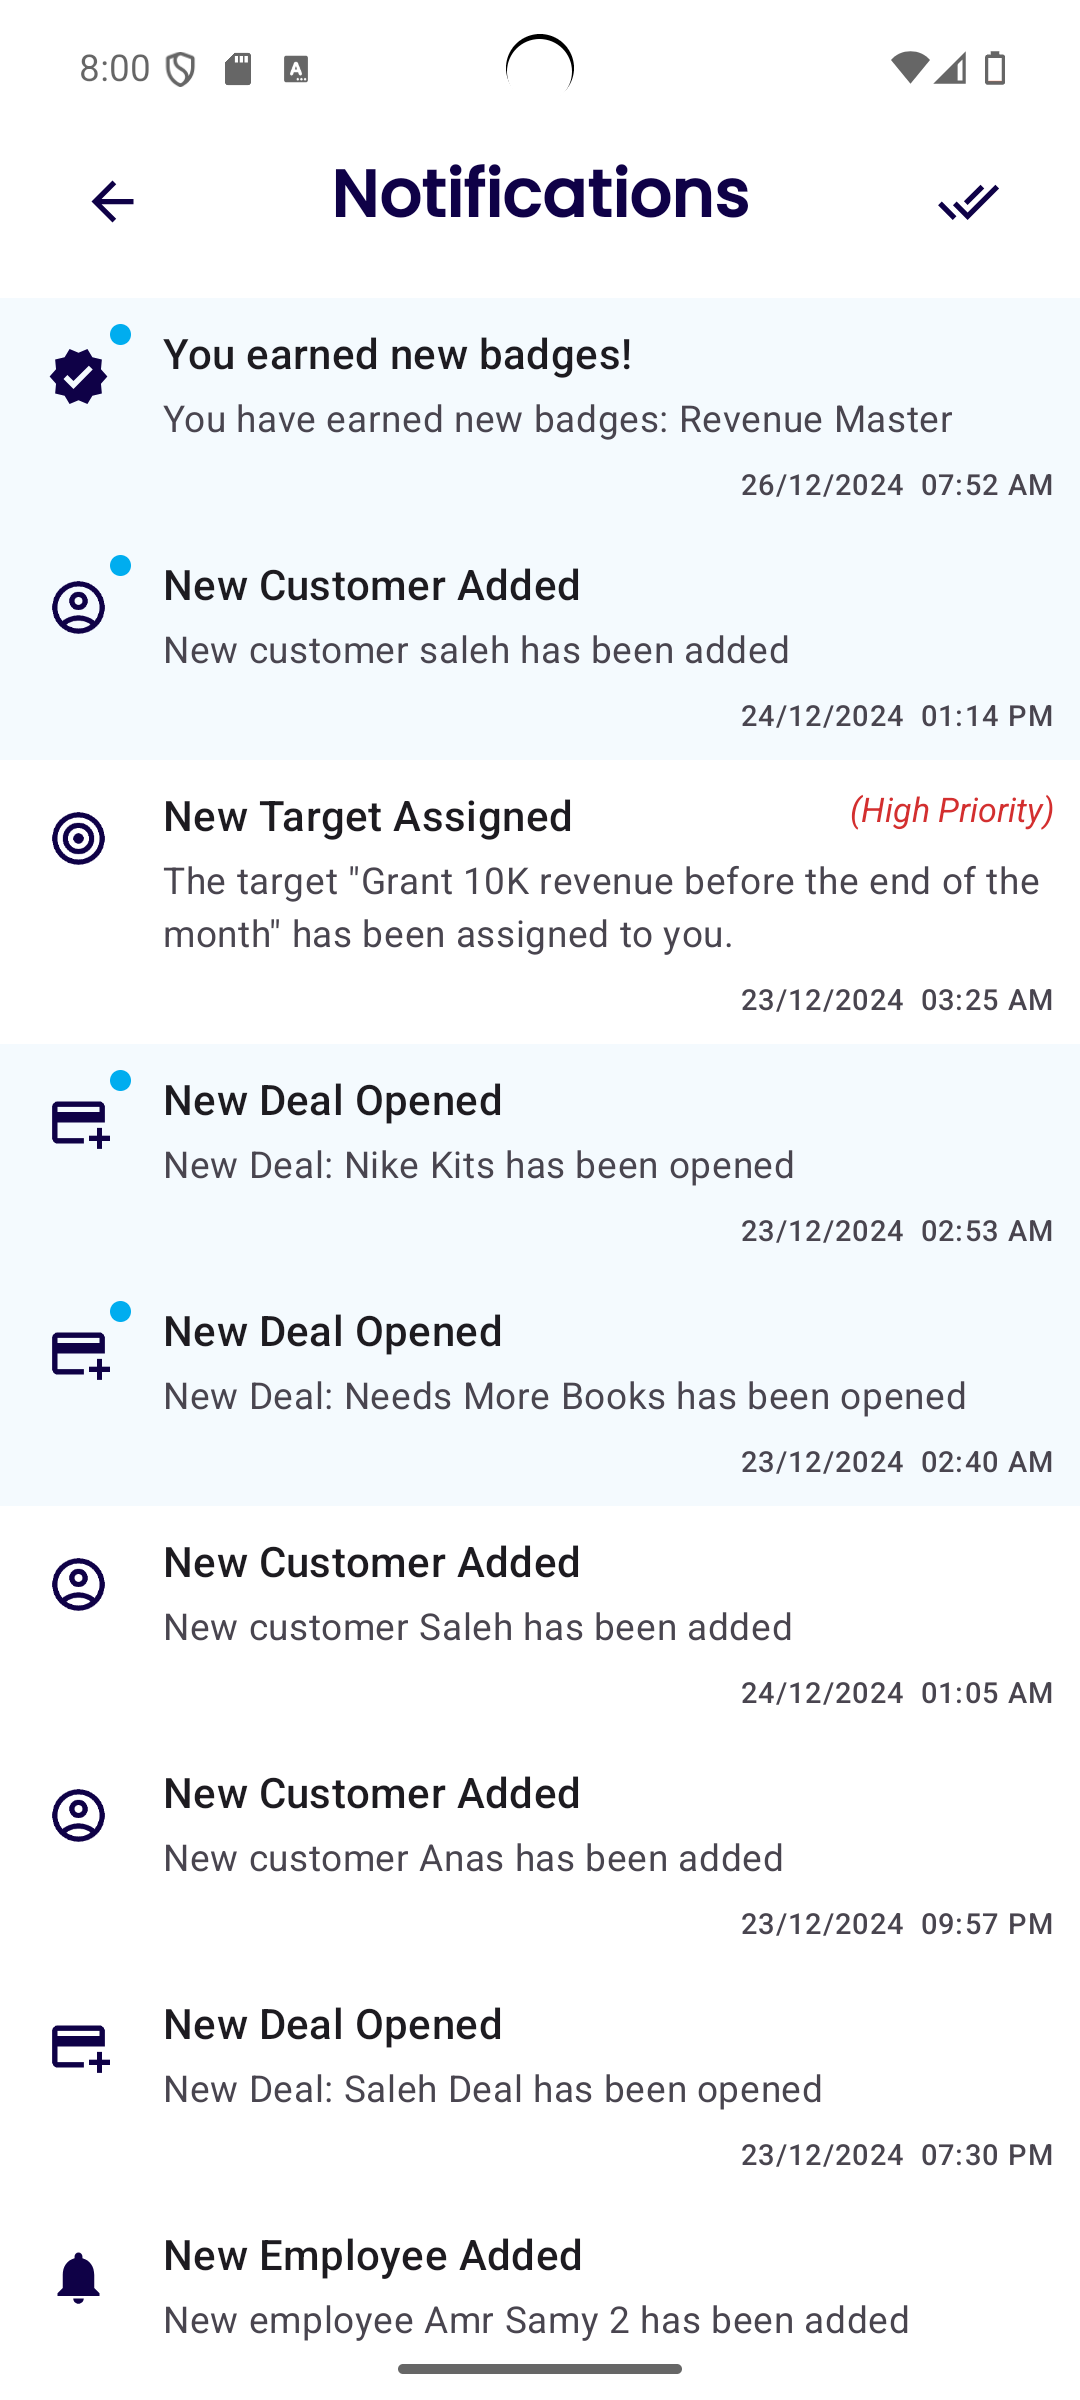 8:00
Notifications
You earned new badges!
You have earned new badges: Revenue Master
26/12/2024 07:52 AM
New Customer Added
New customer saleh has been added
24/12/2024 01:14 PM
New Target Assigned
(High Priority)
The target "Grant 10K revenue before the end of the
month" has been assigned to you.
23/12/2024 03:25 AM
New Deal Opened
New Deal: Nike Kits has been opened
23/12/2024 02:53 AM
New Deal Opened
New Deal: Needs More Books has been opened
23/12/2024 02:40 AM
New Customer Added
New customer Saleh has been added
24/12/2024 01:05 AM
New Customer Added
New customer Anas has been added
23/12/2024 09:57 PM
New Deal Opened
New Deal: Saleh Deal has been opened
23/12/2024 07:30 PM
New Employee Added
New employee Amr Samy 2 has been added